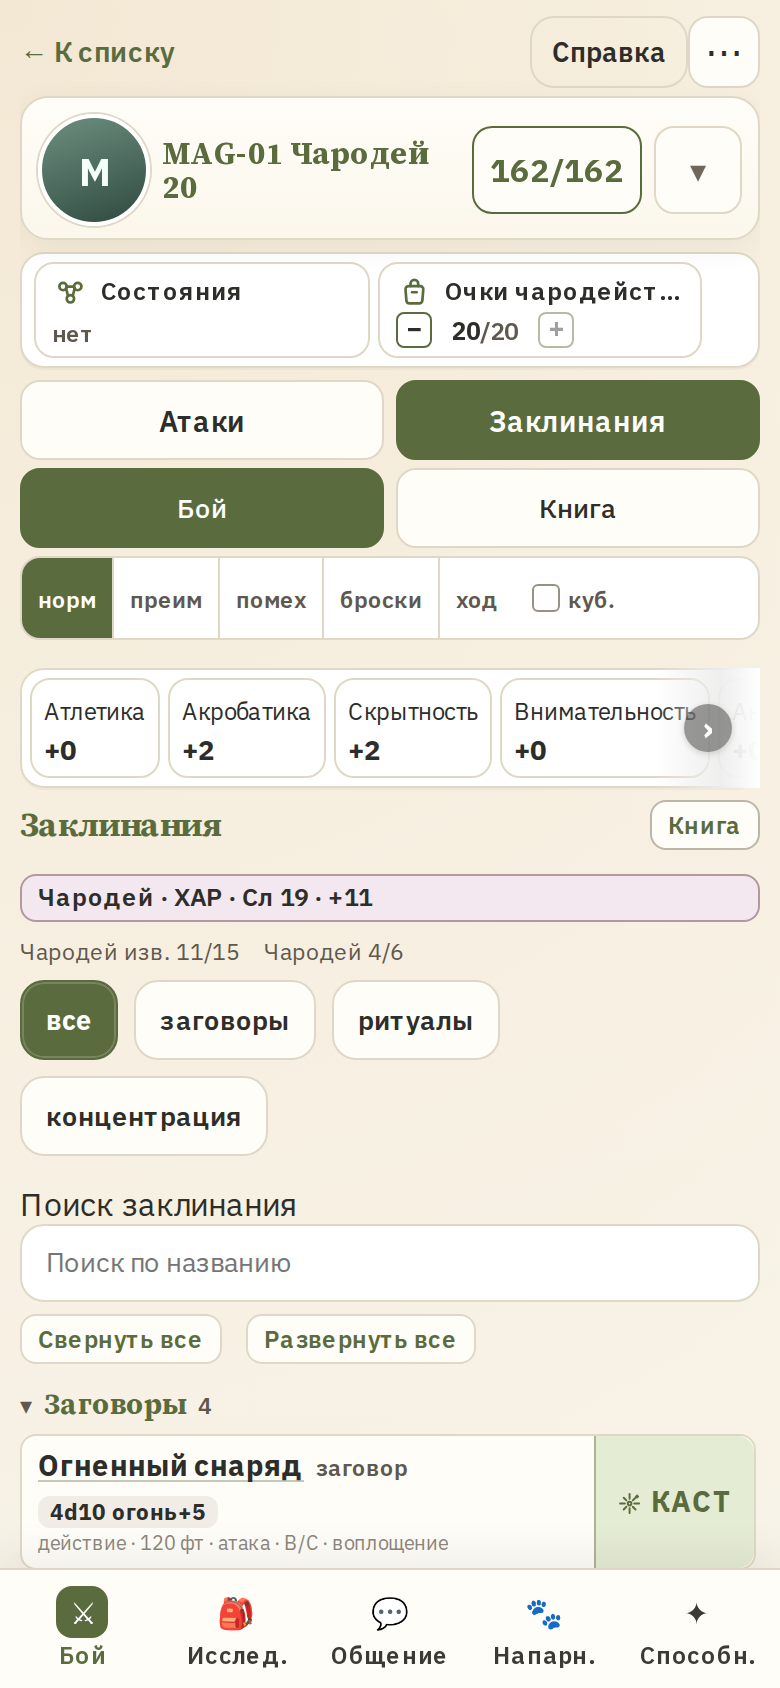 ← К списку
Справка
...
М
MAG-01 Чародей 20
162/162
▼
Состояния
нет
Очки чародейст...
− 20/20 +
Атаки
Заклинания
Бой
Книга
норм преим помех броски ход куб.
Атлетика
+0
Акробатика
+2
Скрытность
+2
Внимательность
+0
›
Заклинания
Книга
Чародей · ХАР · Сл 19 · +11
Чародей изв. 11/15 Чародей 4/6
все
заговоры
ритуалы
концентрация
Поиск заклинания
Поиск по названию
Свернуть все
Развернуть все
▼ Заговоры 4
Огненный снаряд заговор
4d10 огонь+5
действие · 120 фт · атака · В/С · воплощение
КАСТ
Бой
Исслед.
Общение
Напарн.
Способн.